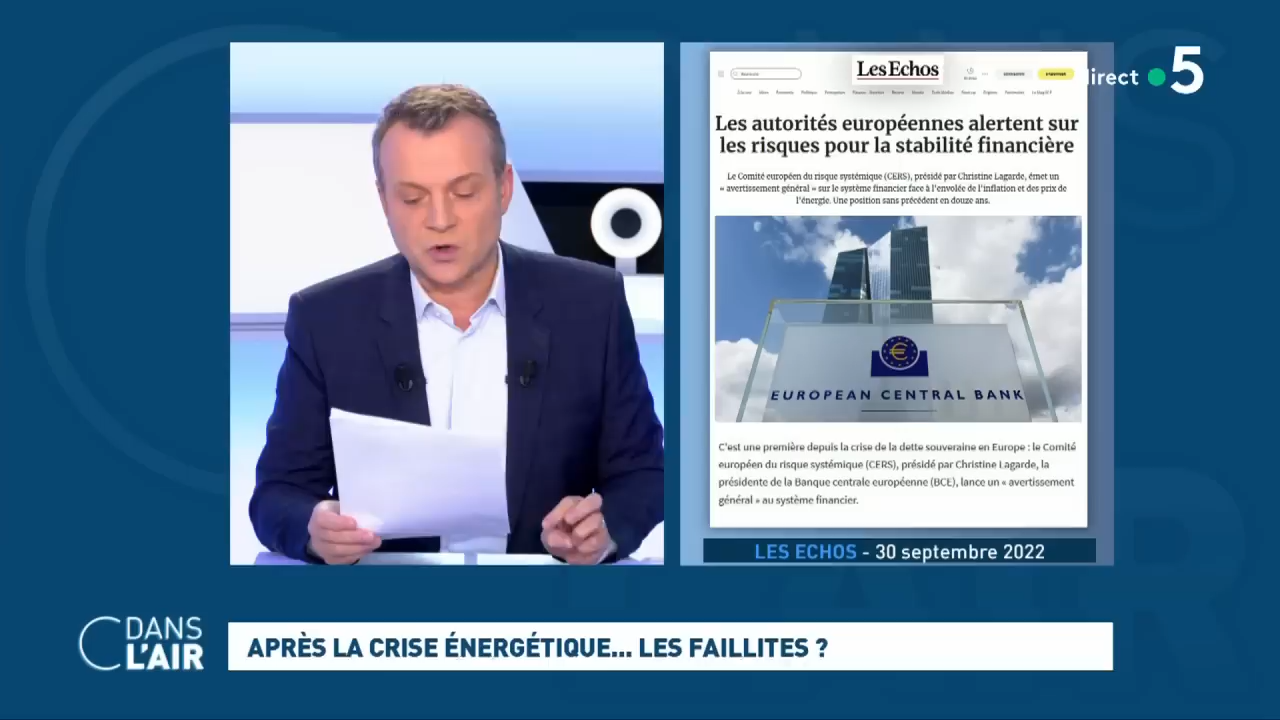 Les Echos
direct 5
Les autorités européennes alertent sur
les risques pour la stabilité financière
Le Comité européen du risque systémique (CERS), présidé par Christine Lagarde, émet un
« avertissement général » sur le système financier face à l'envolée de l'inflation et des prix de
l'énergie. Une position sans précédent en douze ans.
EUROPEAN CENTRAL BANK
C'est une première depuis la crise de la dette souveraine en Europe : le Comité
européen du risque systémique (CERS), présidé par Christine Lagarde, la
présidente de la Banque centrale européenne (BCE), lance un « avertissement
général » au système financier.
LES ECHOS - 30 septembre 2022
C DANS
L'AIR
APRÈS LA CRISE ÉNERGÉTIQUE... LES FAILLITES ?